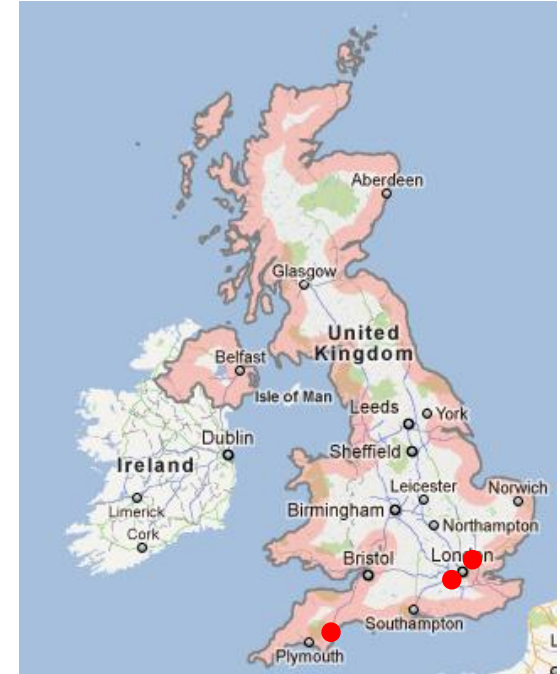 Aberdeen
Glasgow
United
Kingdom
Belfast
Isle of Man
Leeds
York
Dublin
Sheffield
Ireland
Leicester
Norwich
Limerick
Birmingham
Northampton
Cork
Bristol
London
Southampton
Plymouth
L